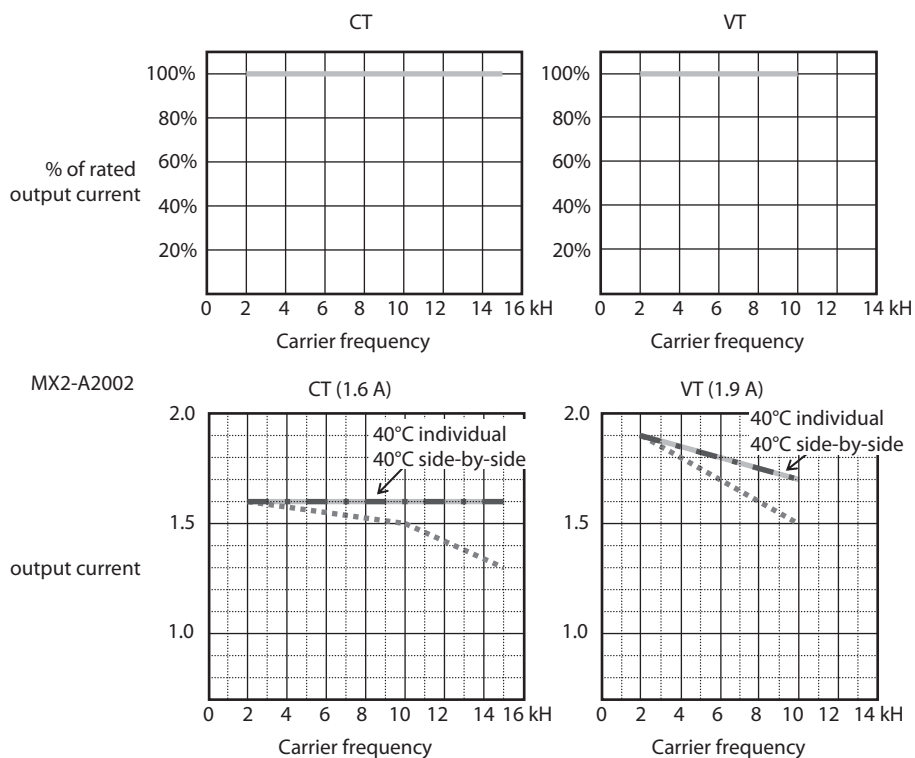 CT
VT
100%
80%
60%
40%
20%
100%
80%
60%
40%
20%
% of rated
output current
0 2 4 6 8 10 12 14 16 kH
0 2 4 6 8 10 12 14 kH
Carrier frequency
Carrier frequency
MX2-A2002
CT (1.6 A)
VT (1.9 A)
2.0
1.5
1.0
40°C individual
40°C side-by-side
2.0
1.5
1.0
40°C individual
40°C side-by-side
output current
0 2 4 6 8 10 12 14 16 kH
0 2 4 6 8 10 12 14 kH
Carrier frequency
Carrier frequency